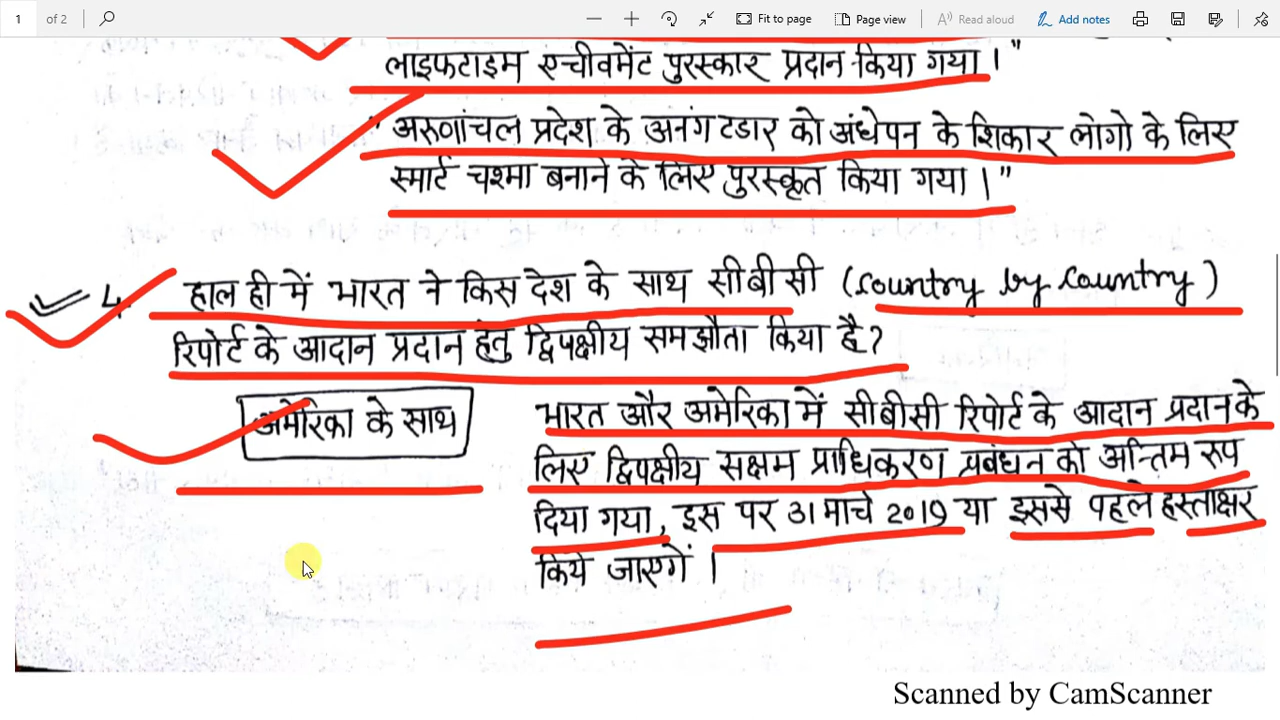 1 of 2 Fit to page Page view Read aloud Add notes
लाइफटाइम एचीवमेंट पुरस्कार प्रदान किया गया।"
"अरुणांचल प्रदेश के अनंग टडार को अंधेपन के शिकार लोगो के लिए
स्मार्ट चश्मा बनाने के लिए पुरस्कृत किया गया।"
4 हाल ही में भारत ने किस देश के साथ सीबीसी (Country by Country)
रिपोर्ट के आदान प्रदान हेतु द्विपक्षीय समझौता किया है?
अमेरिका के साथ
भारत और अमेरिका में सीबीसी रिपोर्ट के आदान प्रदान के
लिए द्विपक्षीय सक्षम प्राधिकरण प्रबंधन को अन्तिम रुप
दिया गया, इस पर 31 मार्च 2019 या इससे पहले हस्ताक्षर
किये जाएगें।
Scanned by CamScanner